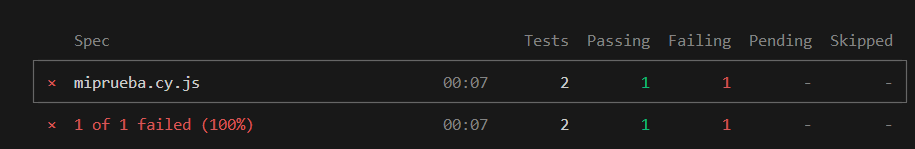 Spec Tests Passing Failing Pending Skipped
× miprueba.cy.js 00:07 2 1 1 - -
× 1 of 1 failed (100%) 00:07 2 1 1 - -